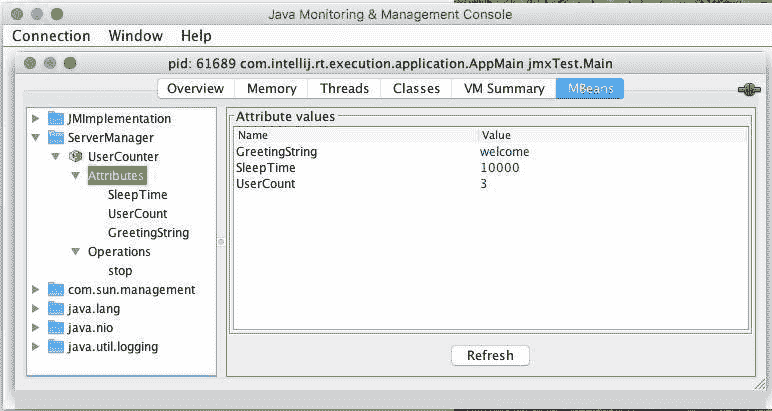 Java Monitoring & Management Console
Connection Window Help
pid: 61689 com.intellij.rt.execution.application.AppMain jmxTest.Main
Overview Memory Threads Classes VM Summary MBeans
JMImplementation
ServerManager
UserCounter
Attributes
SleepTime
UserCount
GreetingString
Operations
stop
com.sun.management
java.lang
java.nio
java.util.logging
Attribute values
Name Value
GreetingString welcome
SleepTime 10000
UserCount 3
Refresh